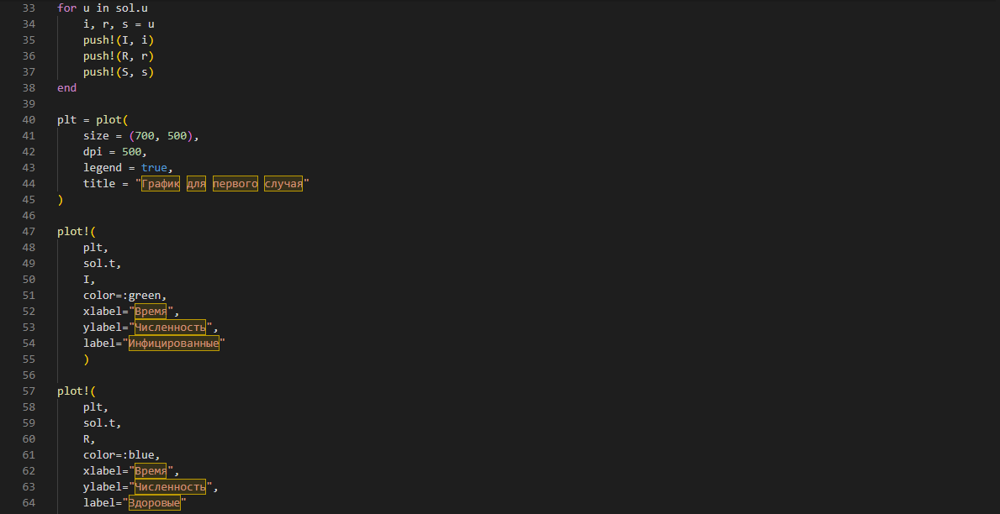 33 for u in sol.u
34     i, r, s = u
35     push!(I, i)
36     push!(R, r)
37     push!(S, s)
38 end
39
40 plt = plot(
41     size = (700, 500),
42     dpi = 500,
43     legend = true,
44     title = "График для первого случая"
45 )
46
47 plot!(
48     plt,
49     sol.t,
50     I,
51     color=:green,
52     xlabel="Время",
53     ylabel="Численность",
54     label="Инфицированные"
55     )
56
57 plot!(
58     plt,
59     sol.t,
60     R,
61     color=:blue,
62     xlabel="Время",
63     ylabel="Численность",
64     label="Здоровые"